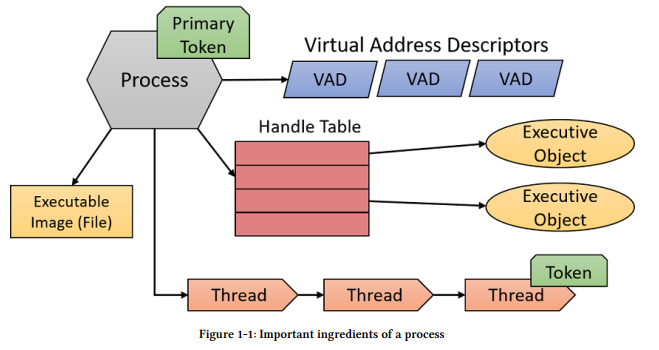 Primary
Token
Process
Virtual Address Descriptors
VAD VAD VAD
Handle Table
Executive
Object
Executable
Image (File)
Executive
Object
Token
Thread Thread Thread
Figure 1-1: Important ingredients of a process